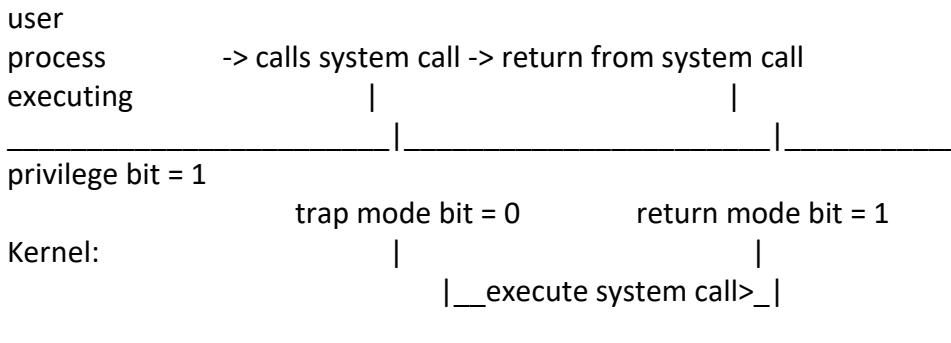 user
process -> calls system call -> return from system call
executing | |
________________________|_______________________|___________
privilege bit = 1
trap mode bit = 0 return mode bit = 1
Kernel: | |
|__execute system call>_|